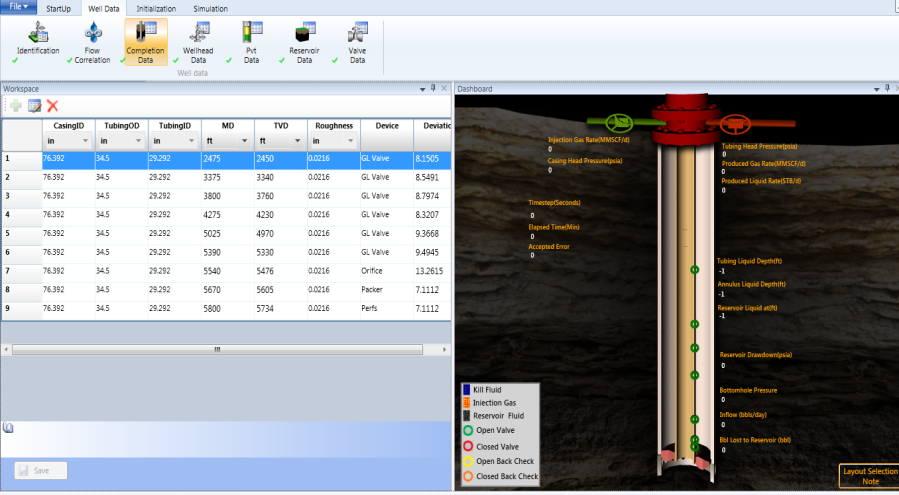 File StartUp Well Data Initialization Simulation
Identification Flow Correlation Completion Data Wellhead Data Pvt Data Reservoir Data Valve Data
Well data
Workspace
CasingID TubingOD TubingID MD TVD Roughness Device Deviatic
in in in ft ft in
1 76.392 34.5 29.292 2475 2450 0.0216 GL Valve 8.1505
2 76.392 34.5 29.292 3375 3340 0.0216 GL Valve 8.5491
3 76.392 34.5 29.292 3800 3760 0.0216 GL Valve 8.7974
4 76.392 34.5 29.292 4275 4230 0.0216 GL Valve 8.3207
5 76.392 34.5 29.292 5025 4970 0.0216 GL Valve 9.3668
6 76.392 34.5 29.292 5390 5330 0.0216 GL Valve 9.4945
7 76.392 34.5 29.292 5540 5476 0.0216 Orifice 13.2615
8 76.392 34.5 29.292 5670 5605 0.0216 Packer 7.1112
9 76.392 34.5 29.292 5800 5734 0.0216 Perfs 7.1112
Save
Dashboard
Injection Gas Rate(MMSCF/d)
0
Casing Head Pressure(psia)
0
Timestep(Seconds)
0
Elapsed Time(Min)
0
Accepted Error
0
Tubing Head Pressure(psia)
0
Produced Gas Rate(MMSCF/d)
0
Produced Liquid Rate(STB/d)
0
Tubing Liquid Depth(ft)
-1
Annulus Liquid Depth(ft)
-1
Reservoir Liquid at(ft)
-1
Reservoir Drawdown(psia)
0
Bottomhole Pressure
0
Inflow (bbls/day)
0
Bbl Lost to Reservoir (bbl)
0
Kill Fluid
Injection Gas
Reservoir Fluid
Open Valve
Closed Valve
Open Back Check
Closed Back Check
Layout Selection
Note